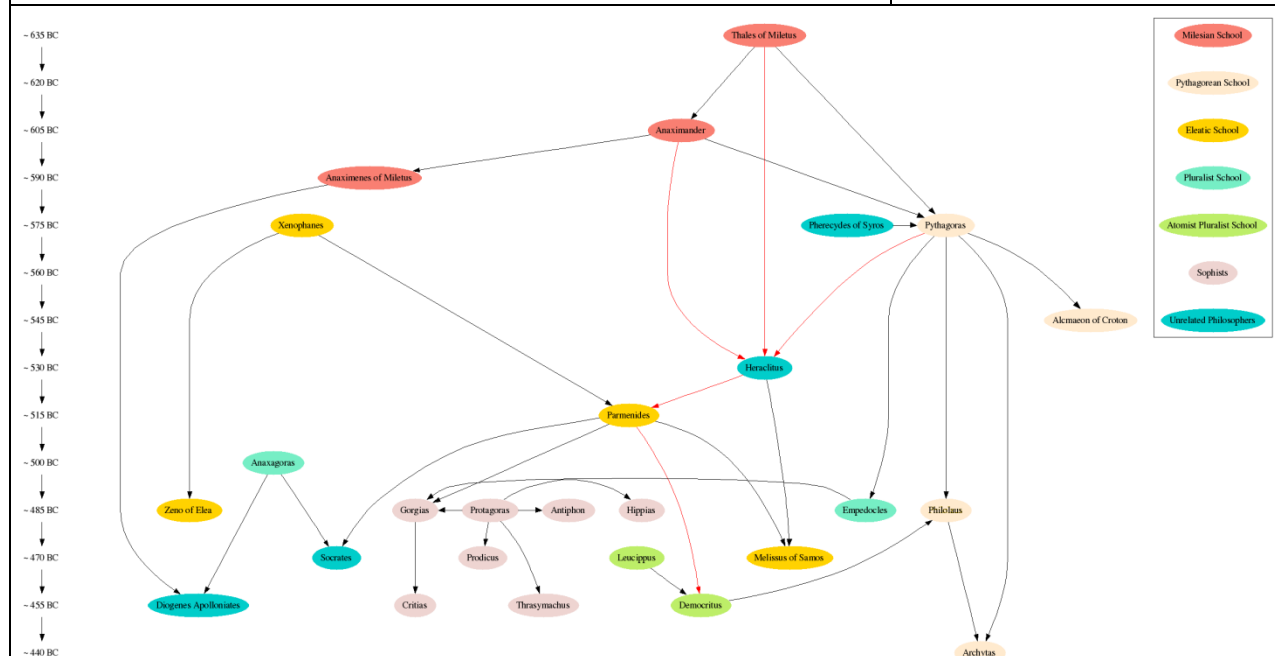 ~ 635 BC
Thales of Miletus
Milesian School
~ 620 BC
Pythagorean School
~ 605 BC
Anaximander
Eleatic School
~ 590 BC
Anaximenes of Miletus
Pluralist School
~ 575 BC
Xenophanes
Pherecydes of Syros
Pythagoras
Atomist Pluralist School
~ 560 BC
Sophists
~ 545 BC
Alcmaeon of Croton
Unrelated Philosophers
~ 530 BC
Heraclitus
~ 515 BC
Parmenides
~ 500 BC
Anaxagoras
~ 485 BC
Zeno of Elea
Gorgias
Protagoras
Antiphon
Hippias
Empedocles
Philolaus
~ 470 BC
Socrates
Prodicus
Leucippus
Melissus of Samos
~ 455 BC
Diogenes Apolloniates
Critias
Thrasymachus
Democritus
~ 440 BC
Archytas